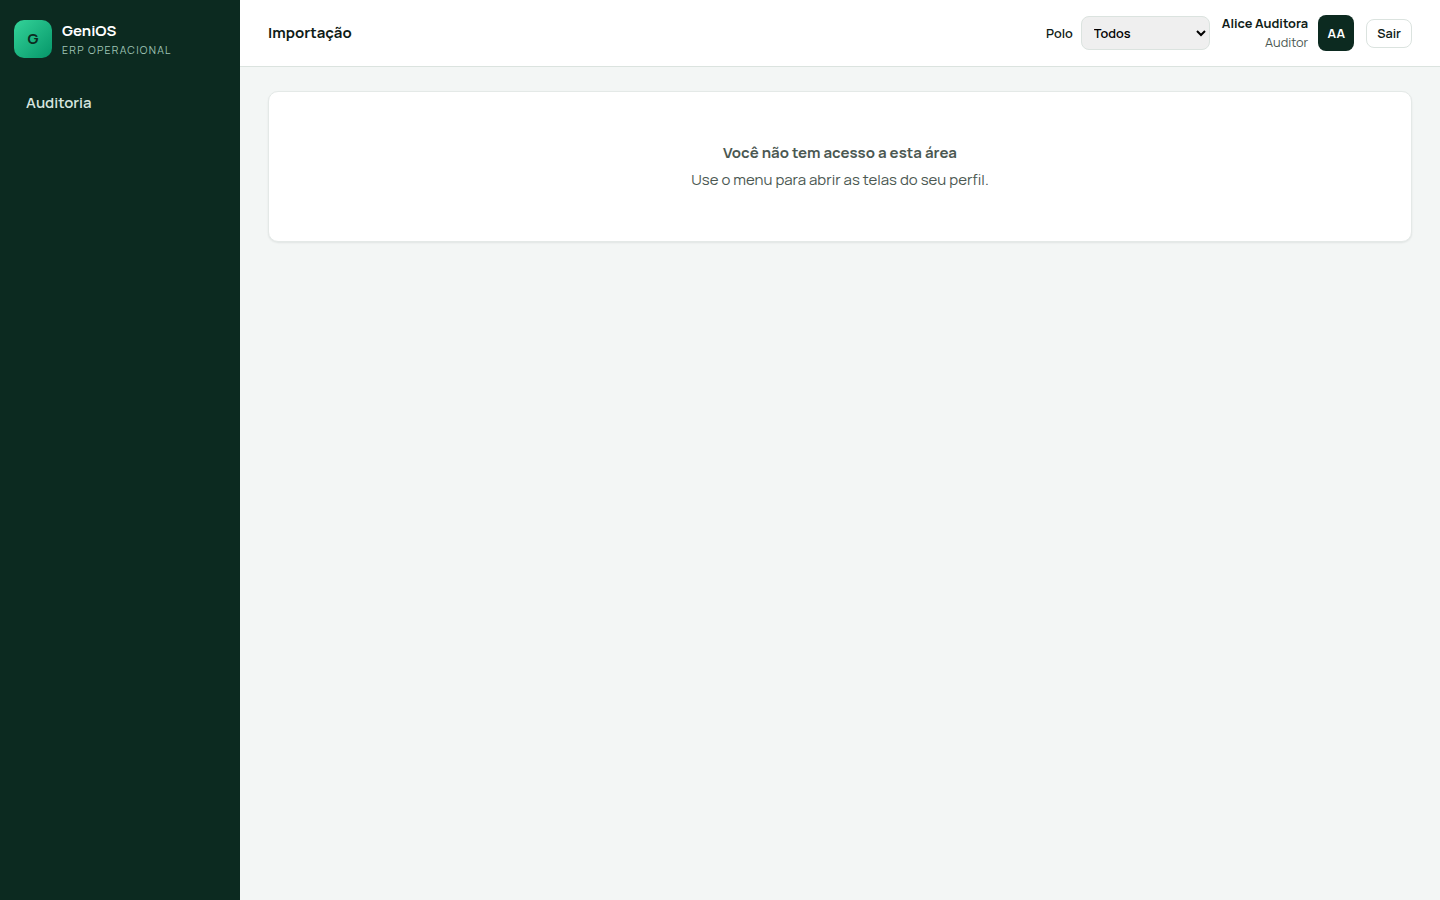 G
GeniOS
ERP OPERACIONAL
Auditoria
Importação
Polo
Todos
Alice Auditora
Auditor
AA
Sair
Você não tem acesso a esta área
Use o menu para abrir as telas do seu perfil.